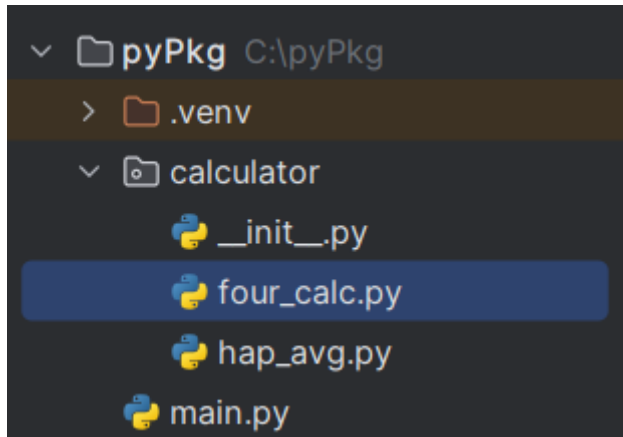 pyPkg C:\pyPkg
.venv
calculator
__init__.py
four_calc.py
hap_avg.py
main.py